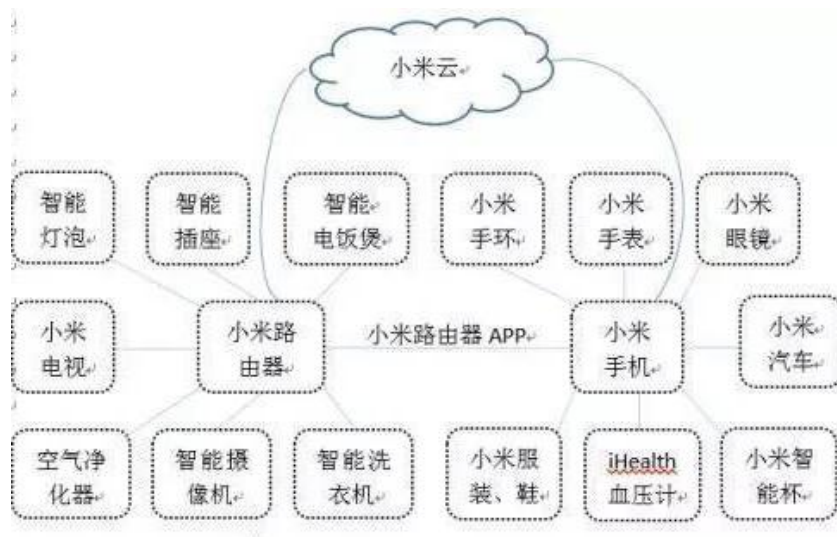 小米云
智能
灯泡
智能
插座
智能
电饭煲
小米
手环
小米
手表
小米
眼镜
小米
电视
小米路
由器
小米路由器 APP
小米
手机
小米
汽车
空气净
化器
智能摄
像机
智能洗
衣机
小米服
装、鞋
iHealth
血压计
小米智
能杯